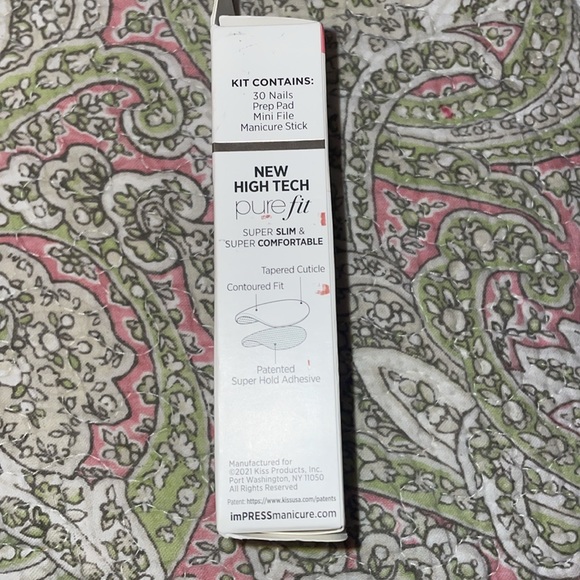 KIT CONTAINS:
30 Nails
Prep Pad
Mini File
Manicure Stick
NEW
HIGH TECH
pure fit
SUPER SLIM &
SUPER COMFORTABLE
Tapered Cuticle
Contoured Fit
Patented
Super Hold Adhesive
Manufactured for
©2021 Kiss Products, Inc.
Port Washington, NY 11050
All Rights Reserved
Patent: https://www.kissusa.com/patents
imPRESSmanicure.com